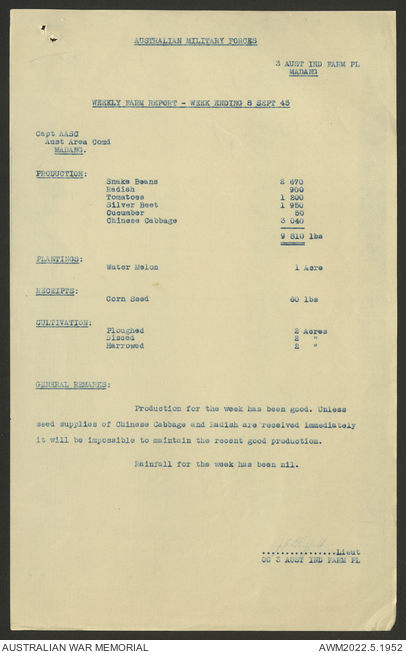 AUSTRALIAN MILITARY FORCES
3 AUST IND FARM PL
MADANG
WEEKLY FARM REPORT - WEEK ENDING 8 SEPT 45
Capt AASC
Aust Area Comd
MADANG.
PRODUCTION:
Snake Beans 2 670
Radish 900
Tomatoes 1 200
Silver Beet 1 950
Cucumber 50
Chinese Cabbage 3 040
9 810 lbs
PLANTINGS:
Water Melon 1 Acre
RECEIPTS:
Corn Seed 60 lbs
CULTIVATION:
Ploughed 2 Acres
Disced 2 "
Harrowed 2 "
GENERAL REMARKS:
Production for the week has been good. Unless
seed supplies of Chinese Cabbage and Radish are received immediately
it will be impossible to maintain the recent good production.
Rainfall for the week has been nil.
................Lieut
OC 3 AUST IND FARM PL
AUSTRALIAN WAR MEMORIAL
AWM2022.5.1952